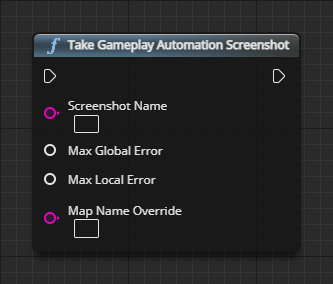 Take Gameplay Automation Screenshot
Screenshot Name
Max Global Error
Max Local Error
Map Name Override